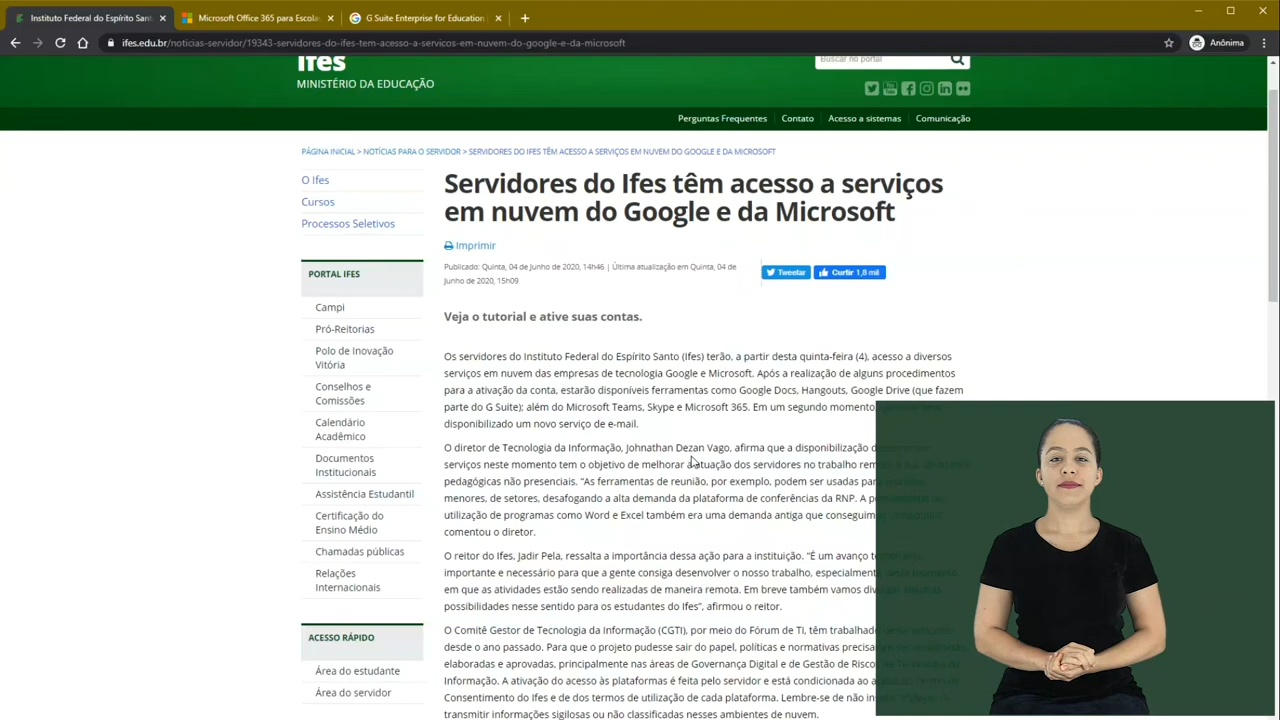 Instituto Federal do Espírito Sant
Microsoft Office 365 para Escola
G Suite Enterprise for Education
ifes.edu.br/noticias-servidor/19343-servidores-do-ifes-tem-acesso-a-servicos-em-nuvem-do-google-e-da-microsoft
Anônima
Ifes
MINISTÉRIO DA EDUCAÇÃO
Buscar no portal
Perguntas Frequentes
Contato
Acesso a sistemas
Comunicação
PÁGINA INICIAL > NOTÍCIAS PARA O SERVIDOR > SERVIDORES DO IFES TÊM ACESSO A SERVIÇOS EM NUVEM DO GOOGLE E DA MICROSOFT
O Ifes
Cursos
Processos Seletivos
PORTAL IFES
Campi
Pró-Reitorias
Polo de Inovação
Vitória
Conselhos e
Comissões
Calendário
Acadêmico
Documentos
Institucionais
Assistência Estudantil
Certificação do
Ensino Médio
Chamadas públicas
Relações
Internacionais
ACESSO RÁPIDO
Área do estudante
Área do servidor
Servidores do Ifes têm acesso a serviços
em nuvem do Google e da Microsoft
Imprimir
Publicado: Quinta, 04 de Junho de 2020, 14h46 | Última atualização em Quinta, 04 de
Junho de 2020, 15h09
Tweetar
Curtir 1,8 mil
Veja o tutorial e ative suas contas.
Os servidores do Instituto Federal do Espírito Santo (Ifes) terão, a partir desta quinta-feira (4), acesso a diversos
serviços em nuvem das empresas de tecnologia Google e Microsoft. Após a realização de alguns procedimentos
para a ativação da conta, estarão disponíveis ferramentas como Google Docs, Hangouts, Google Drive (que fazem
parte do G Suite); além do Microsoft Teams, Skype e Microsoft 365. Em um segundo momento,
disponibilizado um novo serviço de e-mail.
O diretor de Tecnologia da Informação, Johnathan Dezan Vago, afirma que a disponibilização
serviços neste momento tem o objetivo de melhorar a atuação dos servidores no trabalho
pedagógicas não presenciais. “As ferramentas de reunião, por exemplo, podem ser usadas para
menores, de setores, desafogando a alta demanda da plataforma de conferências da RNP. A
utilização de programas como Word e Excel também era uma demanda antiga que
comentou o diretor.
O reitor do Ifes, Jadir Pela, ressalta a importância dessa ação para a instituição. “É um avanço
importante e necessário para que a gente consiga desenvolver o nosso trabalho, especialmente
em que as atividades estão sendo realizadas de maneira remota. Em breve também vamos
possibilidades nesse sentido para os estudantes do Ifes”, afirmou o reitor.
O Comitê Gestor de Tecnologia da Informação (CGTI), por meio do Fórum de TI, têm
desde o ano passado. Para que o projeto pudesse sair do papel, políticas e normativas
elaboradas e aprovadas, principalmente nas áreas de Governança Digital e de Gestão de
Informação. A ativação do acesso às plataformas é feita pelo servidor e está condicionada ao
Consentimento do Ifes e de dos termos de utilização de cada plataforma. Lembre-se de não
transmitir informações sigilosas ou não classificadas nesses ambientes de nuvem.